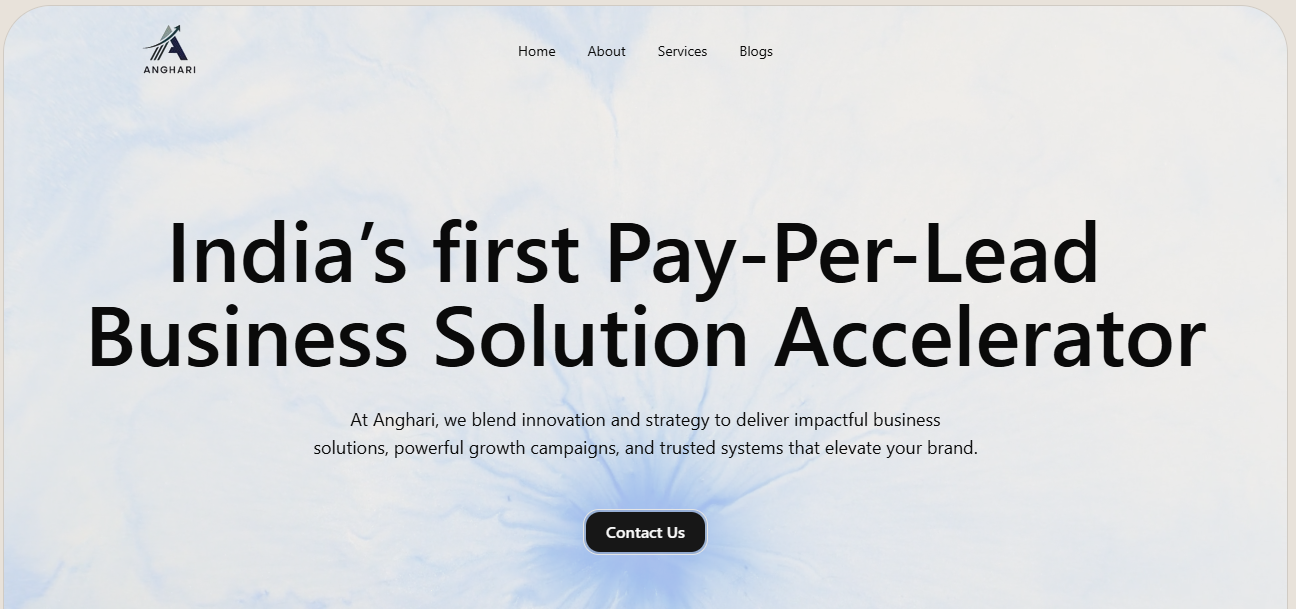 ANGHARI
Home About Services Blogs
India’s first Pay-Per-Lead
Business Solution Accelerator
At Anghari, we blend innovation and strategy to deliver impactful business
solutions, powerful growth campaigns, and trusted systems that elevate your brand.
Contact Us